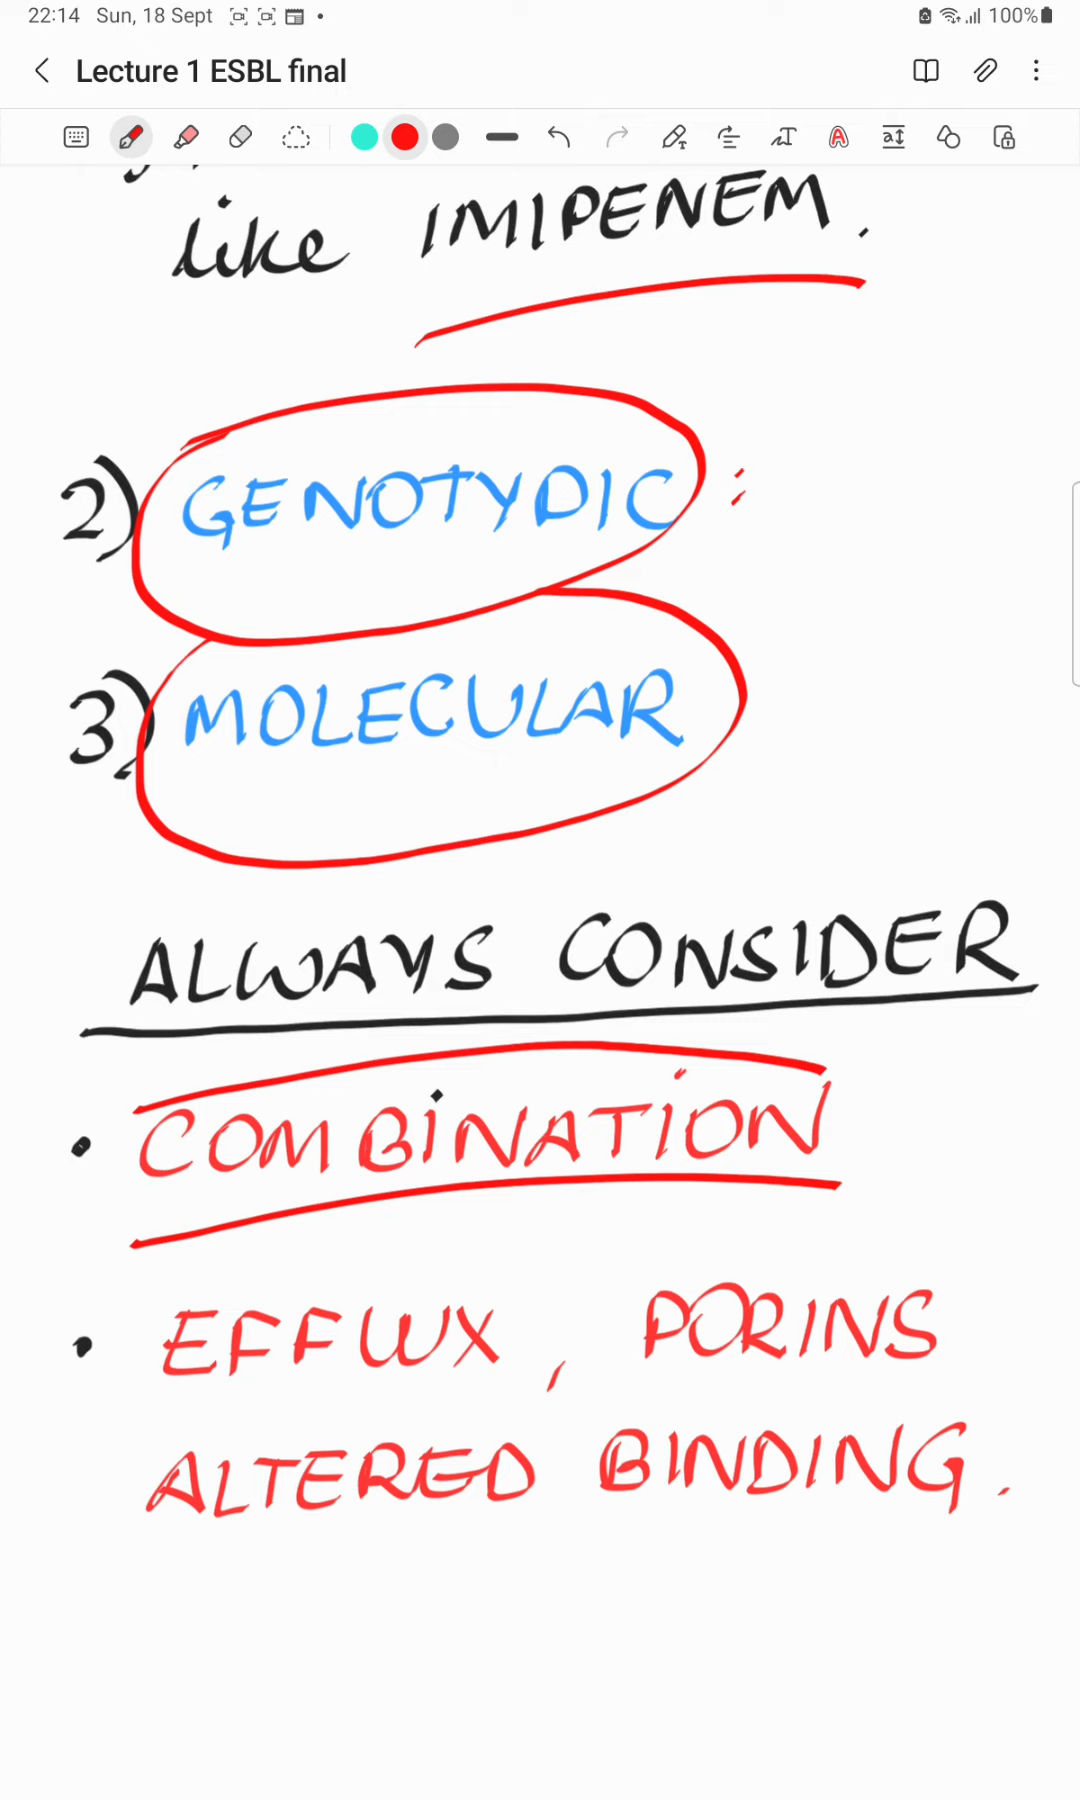 22:14 Sun, 18 Sept 100%
Lecture 1 ESBL final
like IMIPENEM.
2) GENOTYPIC :
3) MOLECULAR
ALWAYS CONSIDER
• COMBINATION
• EFFLUX, PORINS
ALTERED BINDING.